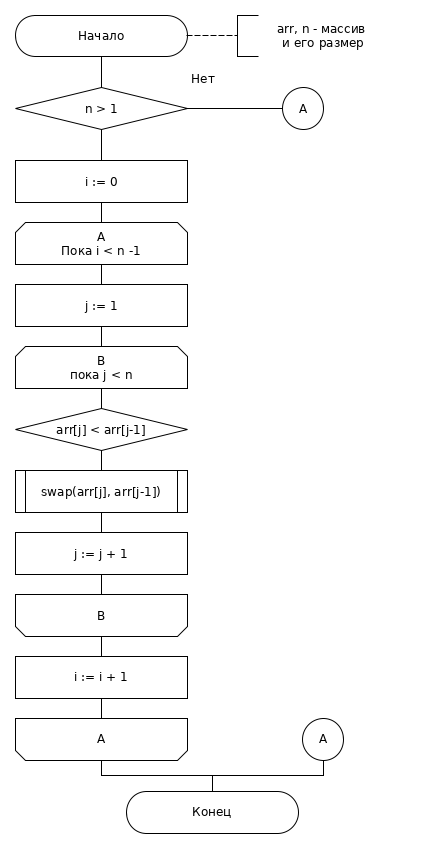 Начало
arr, n - массив
и его размер
Нет
n > 1
A
i := 0
A
Пока i < n -1
j := 1
B
пока j < n
arr[j] < arr[j-1]
swap(arr[j], arr[j-1])
j := j + 1
B
i := i + 1
A
A
Конец